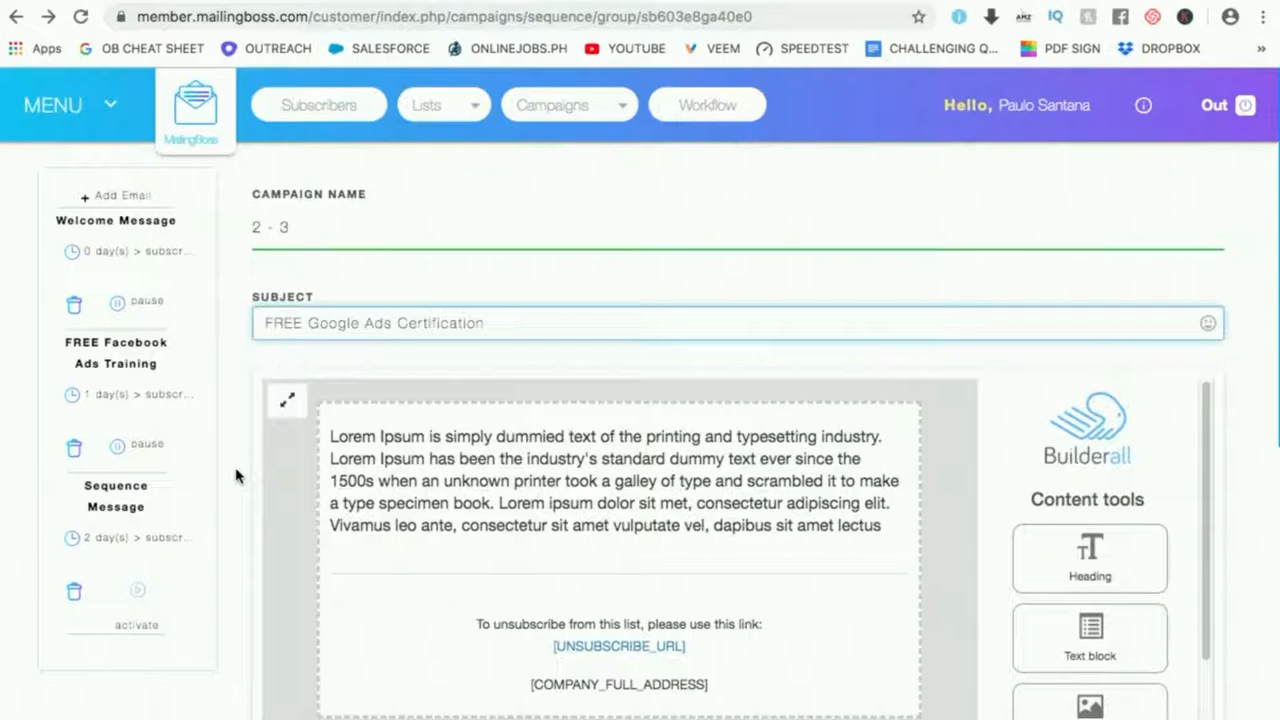 member.mailingboss.com/customer/index.php/campaigns/sequence/group/sb603e8ga40e0
Apps OB CHEAT SHEET OUTREACH SALESFORCE ONLINEJOBS.PH YOUTUBE VEEM SPEEDTEST CHALLENGING Q... PDF SIGN DROPBOX »
MENU MailingBoss Subscribers Lists Campaigns Workflow Hello, Paulo Santana Out
+ Add Email
Welcome Message
0 day(s) > subscr...
pause
FREE Facebook
Ads Training
1 day(s) > subscr...
pause
Sequence
Message
2 day(s) > subscr...
activate
CAMPAIGN NAME
2 - 3
SUBJECT
FREE Google Ads Certification
Lorem Ipsum is simply dummied text of the printing and typesetting industry.
Lorem Ipsum has been the industry's standard dummy text ever since the
1500s when an unknown printer took a galley of type and scrambled it to make
a type specimen book. Lorem ipsum dolor sit met, consectetur adipiscing elit.
Vivamus leo ante, consectetur sit amet vulputate vel, dapibus sit amet lectus
To unsubscribe from this list, please use this link:
[UNSUBSCRIBE_URL]
[COMPANY_FULL_ADDRESS]
Builderall
Content tools
Heading
Text block